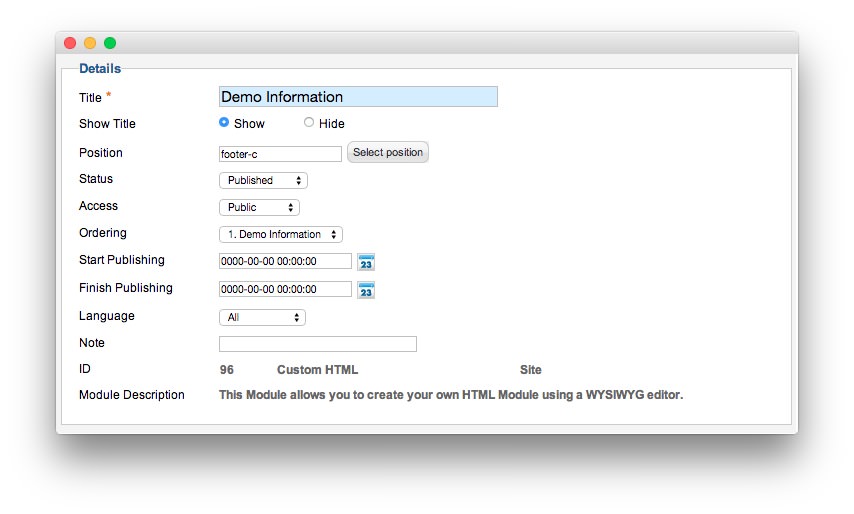 Details
Title *
Demo Information
Show Title
Show
Hide
Position
footer-c
Select position
Status
Published
Access
Public
Ordering
1. Demo Information
Start Publishing
0000-00-00 00:00:00
23
Finish Publishing
0000-00-00 00:00:00
23
Language
All
Note
ID
96
Custom HTML
Site
Module Description
This Module allows you to create your own HTML Module using a WYSIWYG editor.